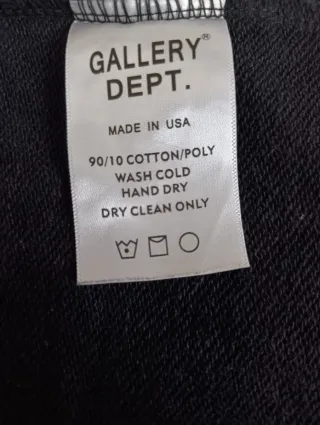 GALLERY®
DEPT.
MADE IN USA
90/10 COTTON/POLY
WASH COLD
HAND DRY
DRY CLEAN ONLY